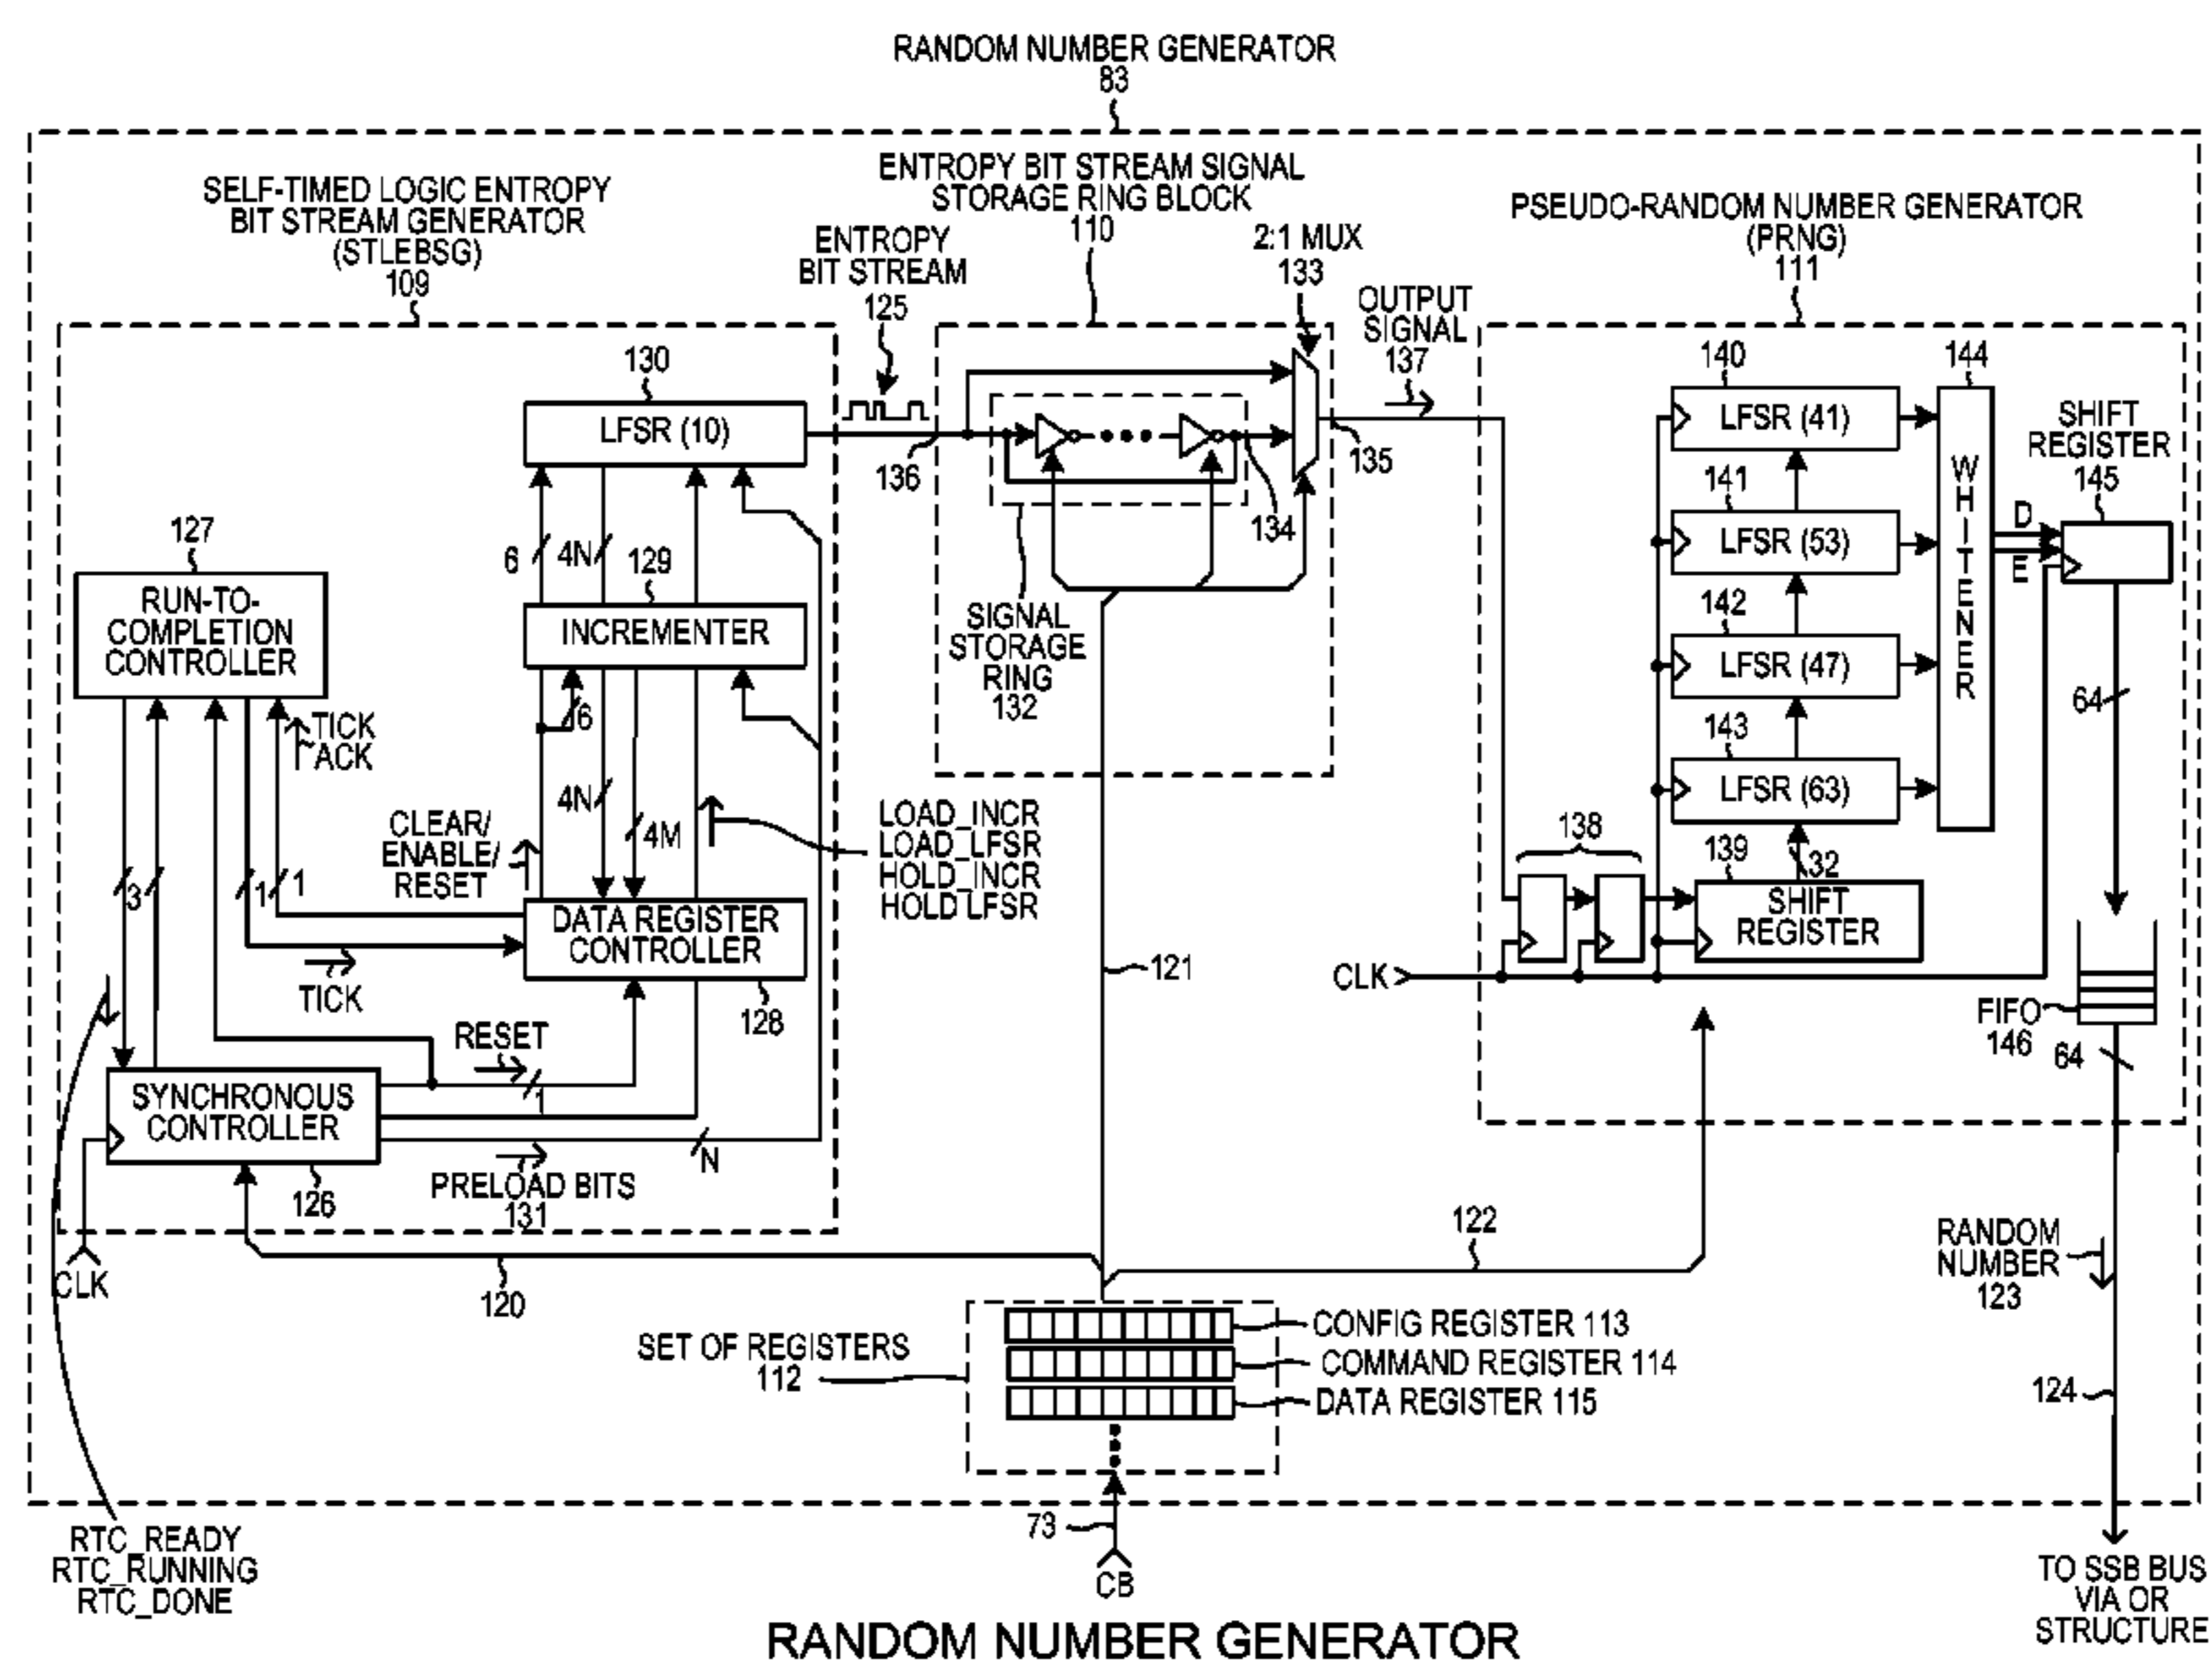 RANDOM NUMBER GENERATOR
83
SELF-TIMED LOGIC ENTROPY
BIT STREAM GENERATOR
(STLEBSG)
109
ENTROPY
BIT STREAM
125
ENTROPY BIT STREAM SIGNAL
STORAGE RING BLOCK
110
2:1 MUX
133
OUTPUT
SIGNAL
137
PSEUDO-RANDOM NUMBER GENERATOR
(PRNG)
111
130
LFSR (10)
136
134
135
6
4N
129
INCREMENTER
6
4N
4M
127
RUN-TO-
COMPLETION
CONTROLLER
TICK
ACK
3
1
1
CLEAR/
ENABLE/
RESET
LOAD_INCR
LOAD_LFSR
HOLD_INCR
HOLD LFSR
DATA REGISTER
CONTROLLER
128
TICK
RESET
1
SYNCHRONOUS
CONTROLLER
126
PRELOAD BITS
131
N
CLK
120
RTC_READY
RTC_RUNNING
RTC_DONE
SIGNAL
STORAGE
RING
132
121
122
140
LFSR (41)
141
LFSR (53)
142
LFSR (47)
143
LFSR (63)
144
WHITENER
D
E
SHIFT
REGISTER
145
64
138
139
32
SHIFT
REGISTER
CLK
FIFO
146
64
RANDOM
NUMBER
123
124
TO SSB BUS
VIA OR
STRUCTURE
SET OF REGISTERS
112
CONFIG REGISTER 113
COMMAND REGISTER 114
DATA REGISTER 115
73
CB
RANDOM NUMBER GENERATOR